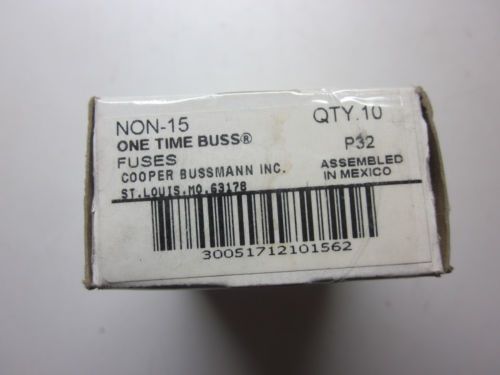 NON-15 QTY.10
ONE TIME BUSS® P32
FUSES ASSEMBLED
COOPER BUSSMANN INC. IN MEXICO
ST.LOUIS.MO.63178
30051712101562